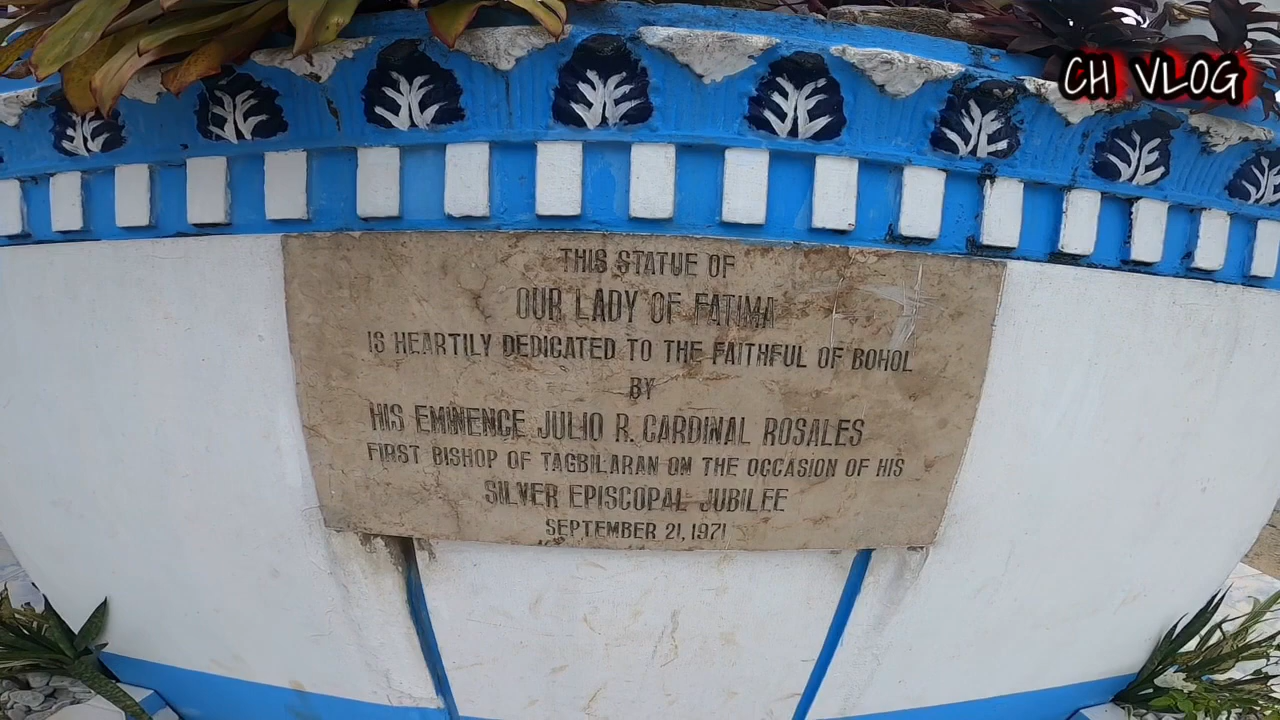 CH VLOG
THIS STATUE OF
OUR LADY OF FATIMA
IS HEARTILY DEDICATED TO THE FAITHFUL OF BOHOL
BY
HIS EMINENCE JULIO R. CARDINAL ROSALES
FIRST BISHOP OF TAGBILARAN ON THE OCCASION OF HIS
SILVER EPISCOPAL JUBILEE
SEPTEMBER 21, 1971